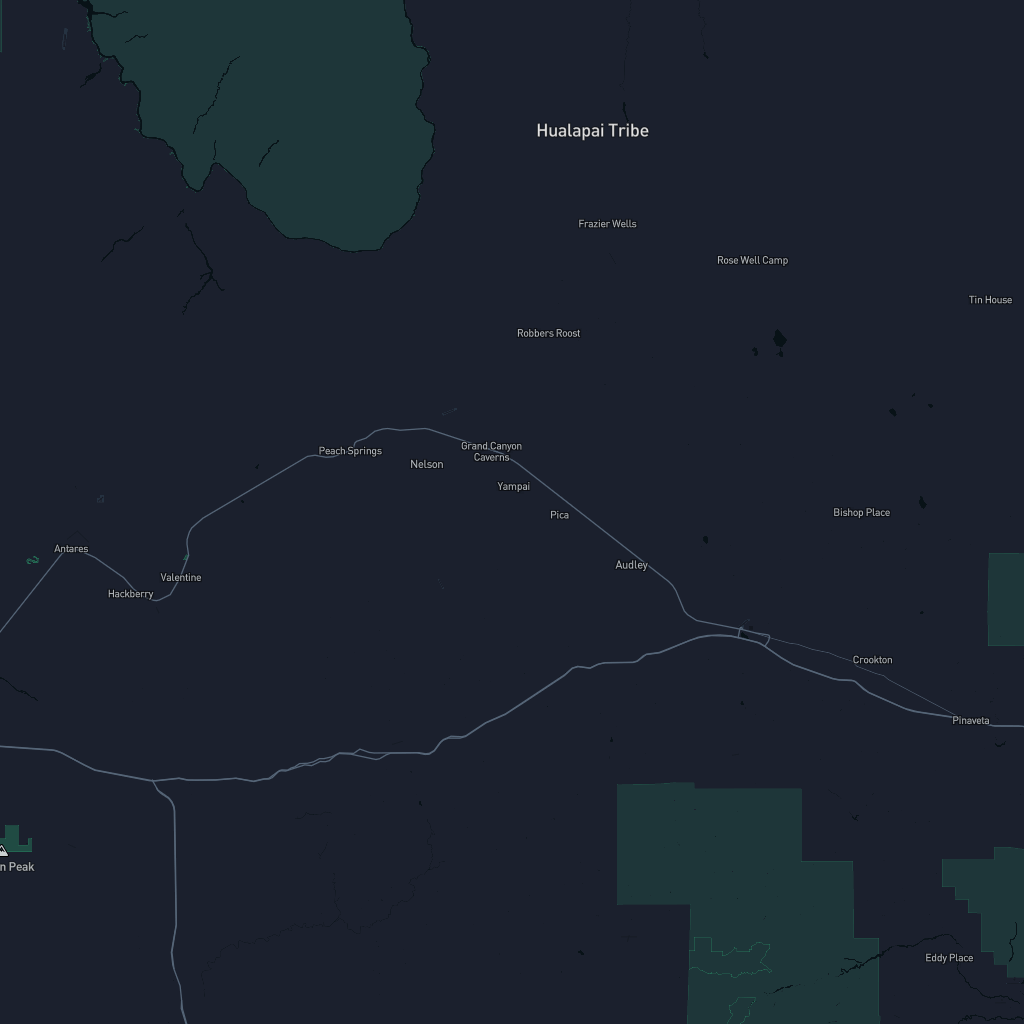 Hualapai Tribe
Frazier Wells
Rose Well Camp
Tin House
Robbers Roost
Peach Springs
Grand Canyon
Caverns
Nelson
Yampai
Pica
Bishop Place
Antares
Audley
Valentine
Hackberry
Crookton
Pinaveta
n Peak
Eddy Place